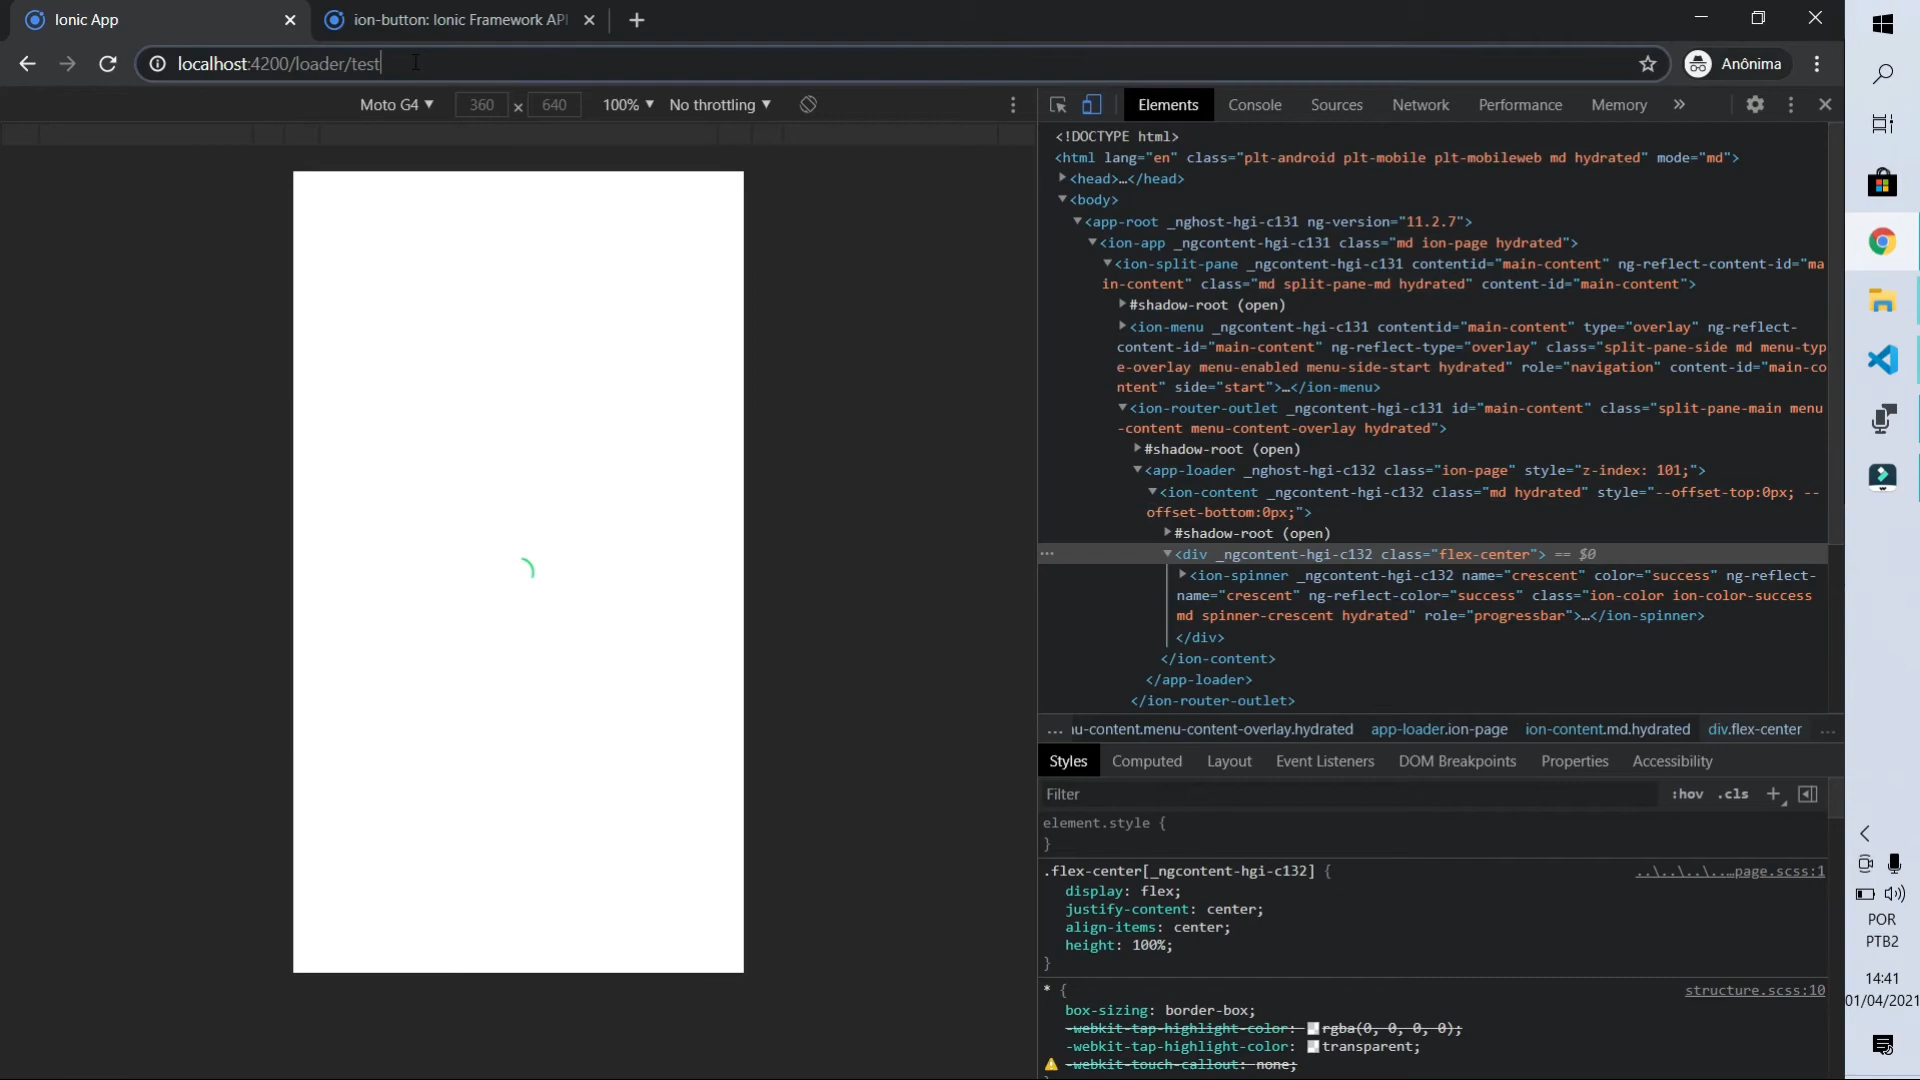 Ionic App
ion-button: Ionic Framework API
localhost:4200/loader/test
Anônima
Moto G4 360 × 640 100% No throttling
Elements Console Sources Network Performance Memory »
<!DOCTYPE html>
<html lang="en" class="plt-android plt-mobile plt-mobileweb md hydrated" mode="md">
<head>…</head>
<body>
<app-root _nghost-hgi-c131 ng-version="11.2.7">
<ion-app _ngcontent-hgi-c131 class="md ion-page hydrated">
<ion-split-pane _ngcontent-hgi-c131 contentid="main-content" ng-reflect-content-id="ma
in-content" class="md split-pane-md hydrated" content-id="main-content">
#shadow-root (open)
<ion-menu _ngcontent-hgi-c131 contentid="main-content" type="overlay" ng-reflect-
content-id="main-content" ng-reflect-type="overlay" class="split-pane-side md menu-typ
e-overlay menu-enabled menu-side-start hydrated" role="navigation" content-id="main-co
ntent" side="start">…</ion-menu>
<ion-router-outlet _ngcontent-hgi-c131 id="main-content" class="split-pane-main menu
-content menu-content-overlay hydrated">
#shadow-root (open)
<app-loader _nghost-hgi-c132 class="ion-page" style="z-index: 101;">
<ion-content _ngcontent-hgi-c132 class="md hydrated" style="--offset-top:0px; --
offset-bottom:0px;">
#shadow-root (open)
<div _ngcontent-hgi-c132 class="flex-center"> == $0
<ion-spinner _ngcontent-hgi-c132 name="crescent" color="success" ng-reflect-
name="crescent" ng-reflect-color="success" class="ion-color ion-color-success
md spinner-crescent hydrated" role="progressbar">…</ion-spinner>
</div>
</ion-content>
</app-loader>
</ion-router-outlet>
… u-content.menu-content-overlay.hydrated app-loader.ion-page ion-content.md.hydrated div.flex-center …
Styles Computed Layout Event Listeners DOM Breakpoints Properties Accessibility
Filter :hov .cls +
element.style {
}
.flex-center[_ngcontent-hgi-c132] { ..\..\..\…page.scss:1
display: flex;
justify-content: center;
align-items: center;
height: 100%;
}
* { structure.scss:10
box-sizing: border-box;
-webkit-tap-highlight-color: rgba(0, 0, 0, 0);
-webkit-tap-highlight-color: transparent;
-webkit-touch-callout: none;
POR
PTB2
14:41
01/04/2021